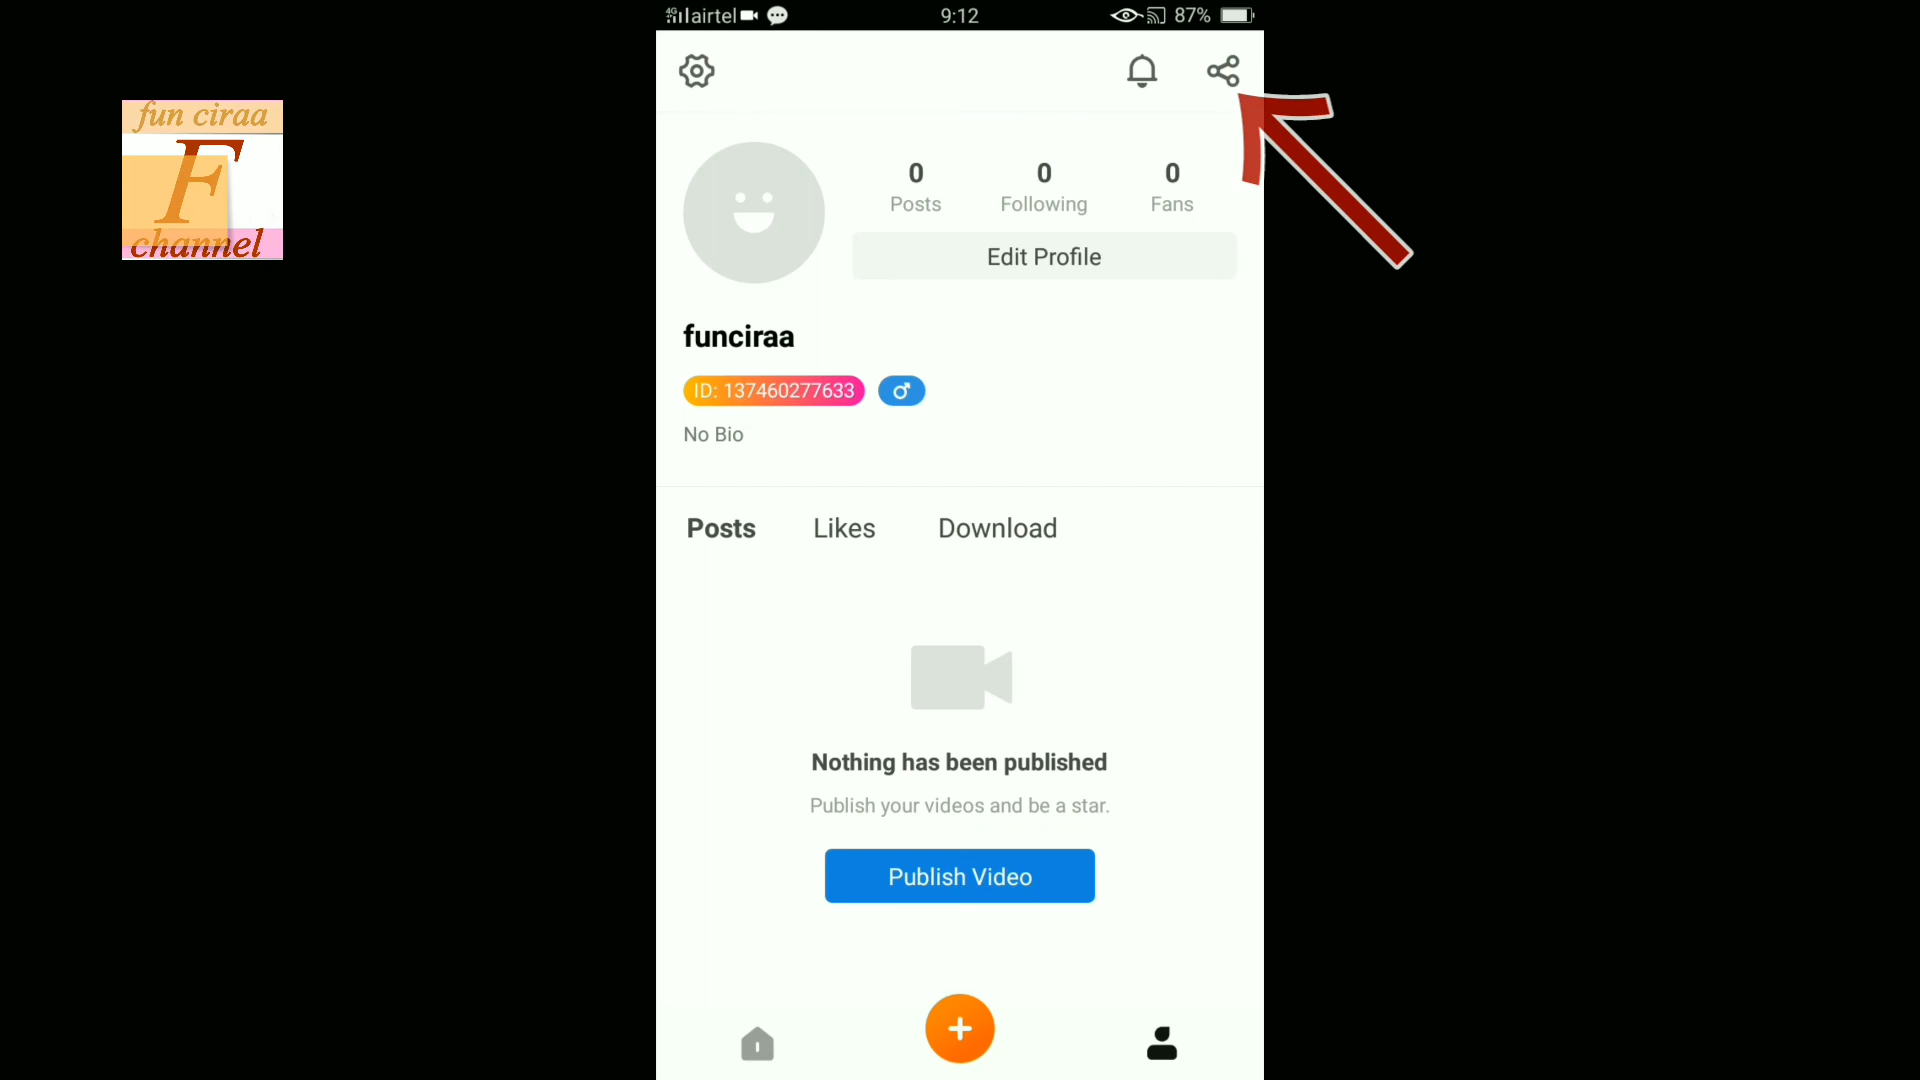 4G airtel 9:12 87%
fun ciraa
F
channel
0 0 0
Posts Following Fans
Edit Profile
funciraa
ID: 137460277633
No Bio
Posts Likes Download
Nothing has been published
Publish your videos and be a star.
Publish Video